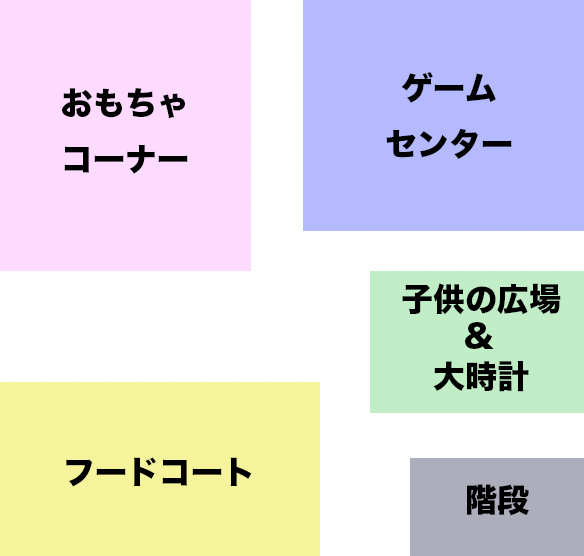 おもちゃ
コーナー
ゲーム
センター
子供の広場
&
大時計
フードコート
階段